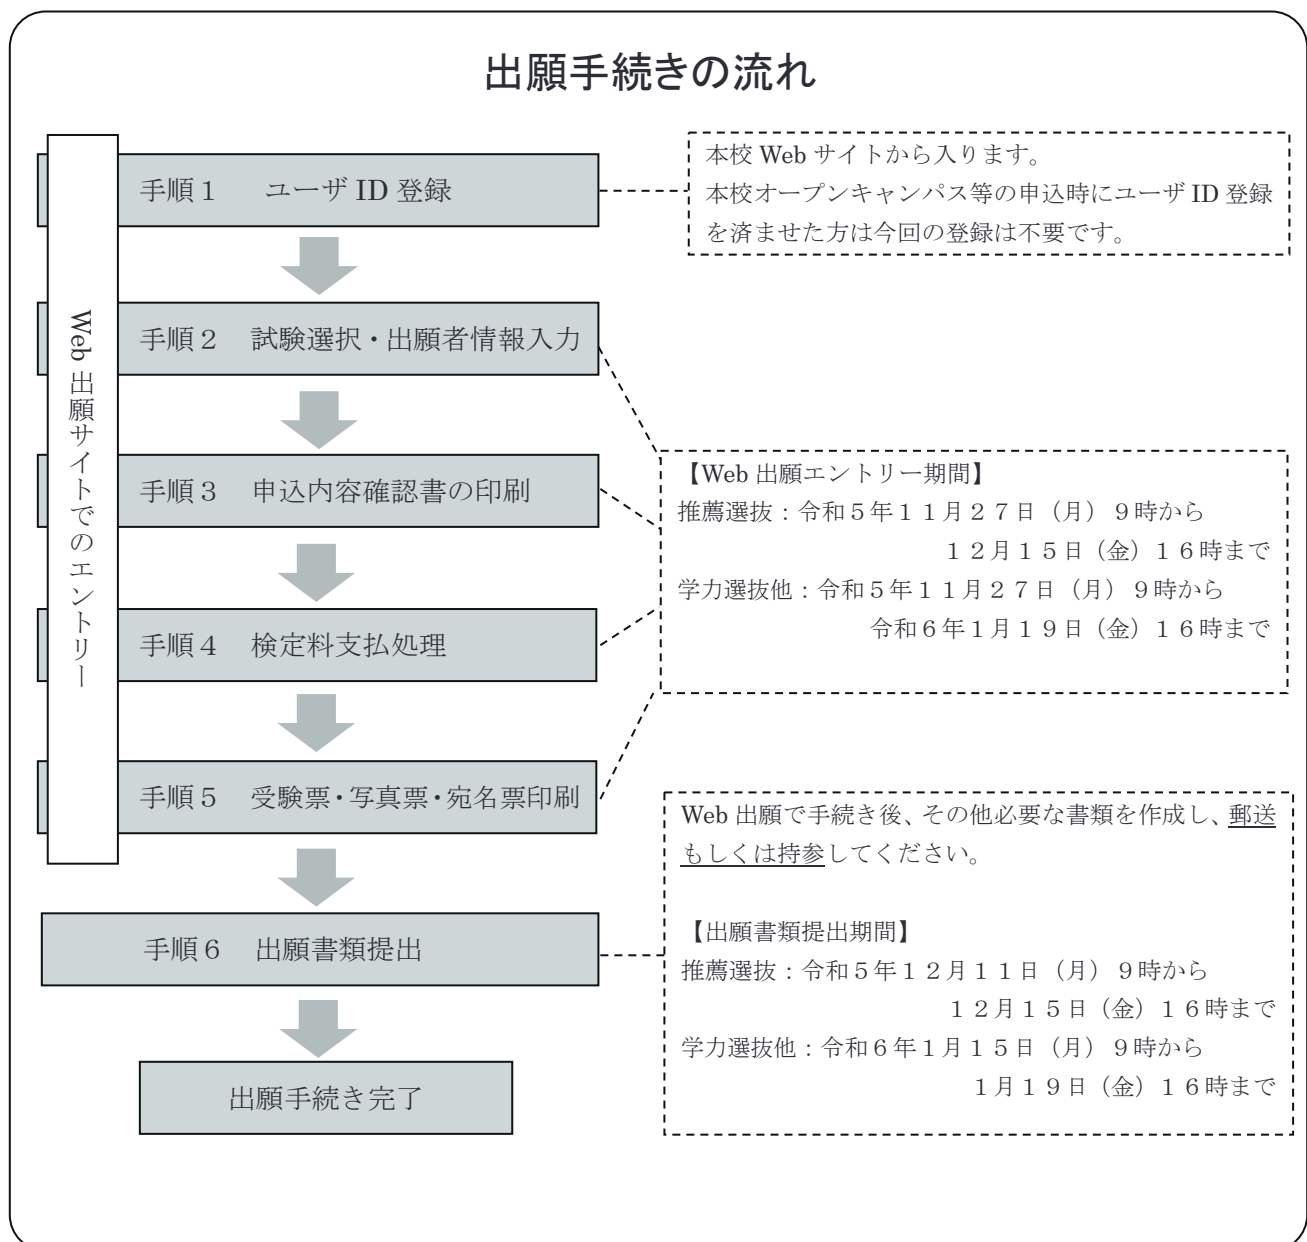 出願手続きの流れ
Web 出願サイトでのエントリー
手順１　ユーザ ID 登録
本校 Web サイトから入ります。
本校オープンキャンパス等の申込時にユーザ ID 登録
を済ませた方は今回の登録は不要です。
手順２　試験選択・出願者情報入力
手順３　申込内容確認書の印刷
手順４　検定料支払処理
手順５　受験票・写真票・宛名票印刷
【Web 出願エントリー期間】
推薦選抜：令和５年１１月２７日（月）９時から
１２月１５日（金）１６時まで
学力選抜他：令和５年１１月２７日（月）９時から
令和６年１月１９日（金）１６時まで
手順６　出願書類提出
Web 出願で手続き後、その他必要な書類を作成し、郵送
もしくは持参してください。
【出願書類提出期間】
推薦選抜：令和５年１２月１１日（月）９時から
１２月１５日（金）１６時まで
学力選抜他：令和６年１月１５日（月）９時から
１月１９日（金）１６時まで
出願手続き完了